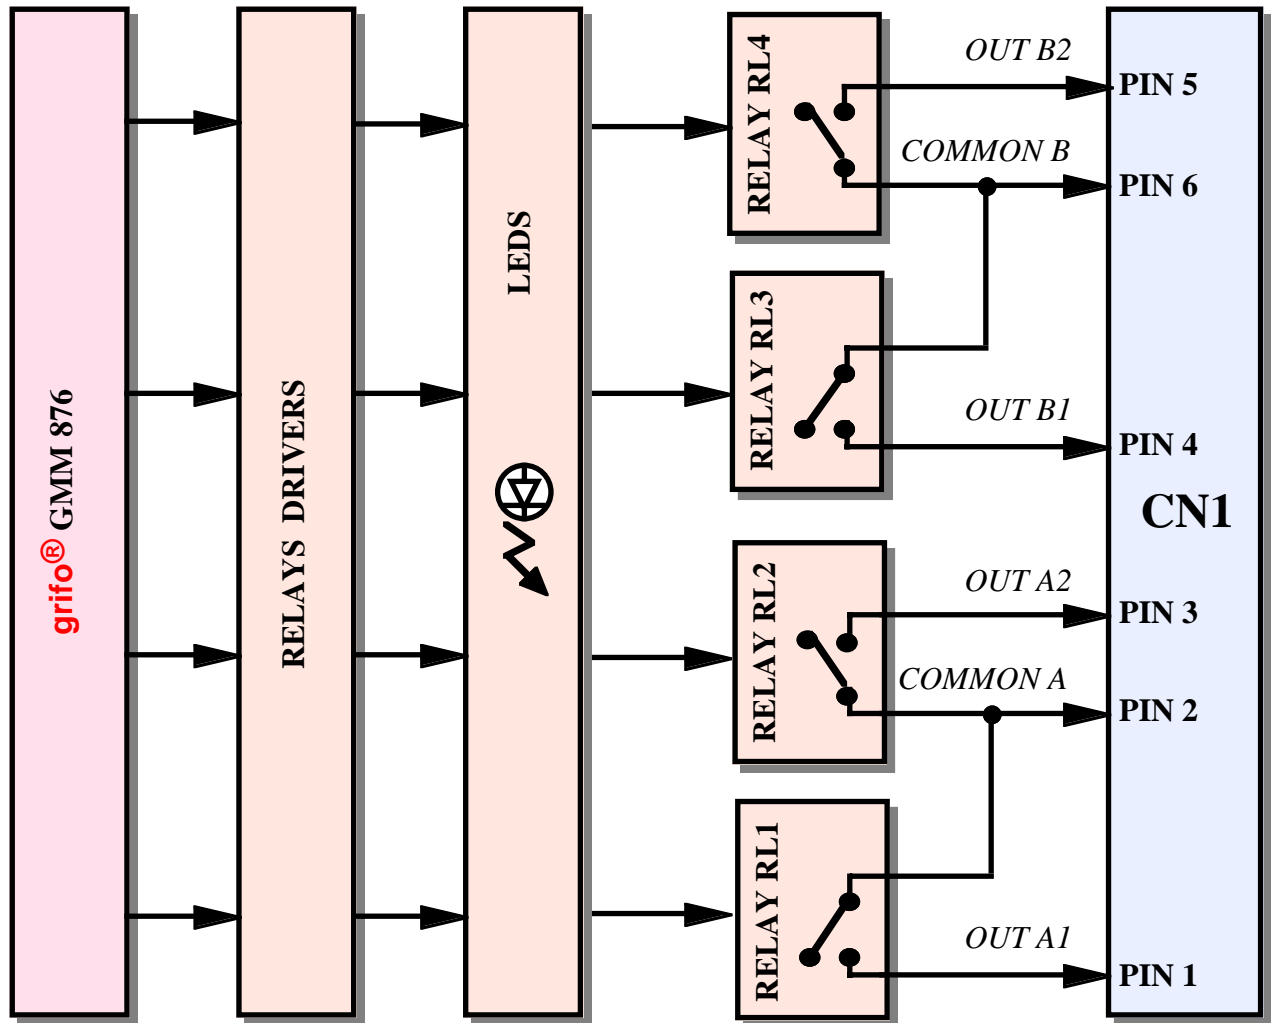 grifo® GMM 876
RELAYS DRIVERS
LEDS
RELAY RL4
OUT B2
PIN 5
COMMON B
PIN 6
RELAY RL3
OUT B1
PIN 4
CN1
RELAY RL2
OUT A2
PIN 3
COMMON A
PIN 2
RELAY RL1
OUT A1
PIN 1